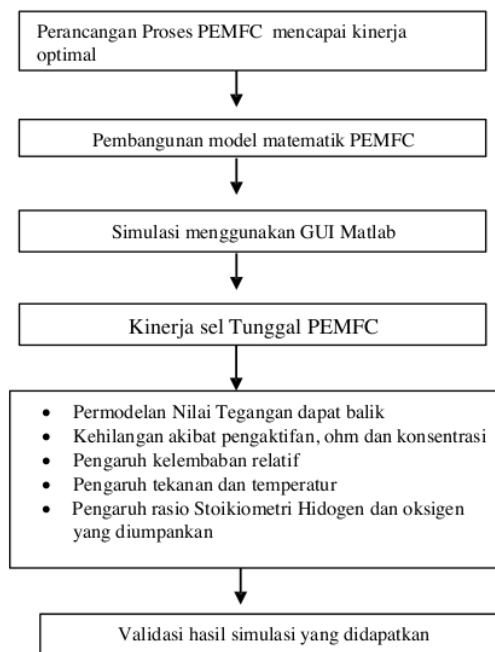 Perancangan Proses PEMFC mencapai kinerja
optimal
Pembangunan model matematik PEMFC
Simulasi menggunakan GUI Matlab
Kinerja sel Tunggal PEMFC
• Permodelan Nilai Tegangan dapat balik
• Kehilangan akibat pengaktifan, ohm dan konsentrasi
• Pengaruh kelembaban relatif
• Pengaruh tekanan dan temperatur
• Pengaruh rasio Stoikiometri Hidogen dan oksigen
yang diumpankan
Validasi hasil simulasi yang didapatkan